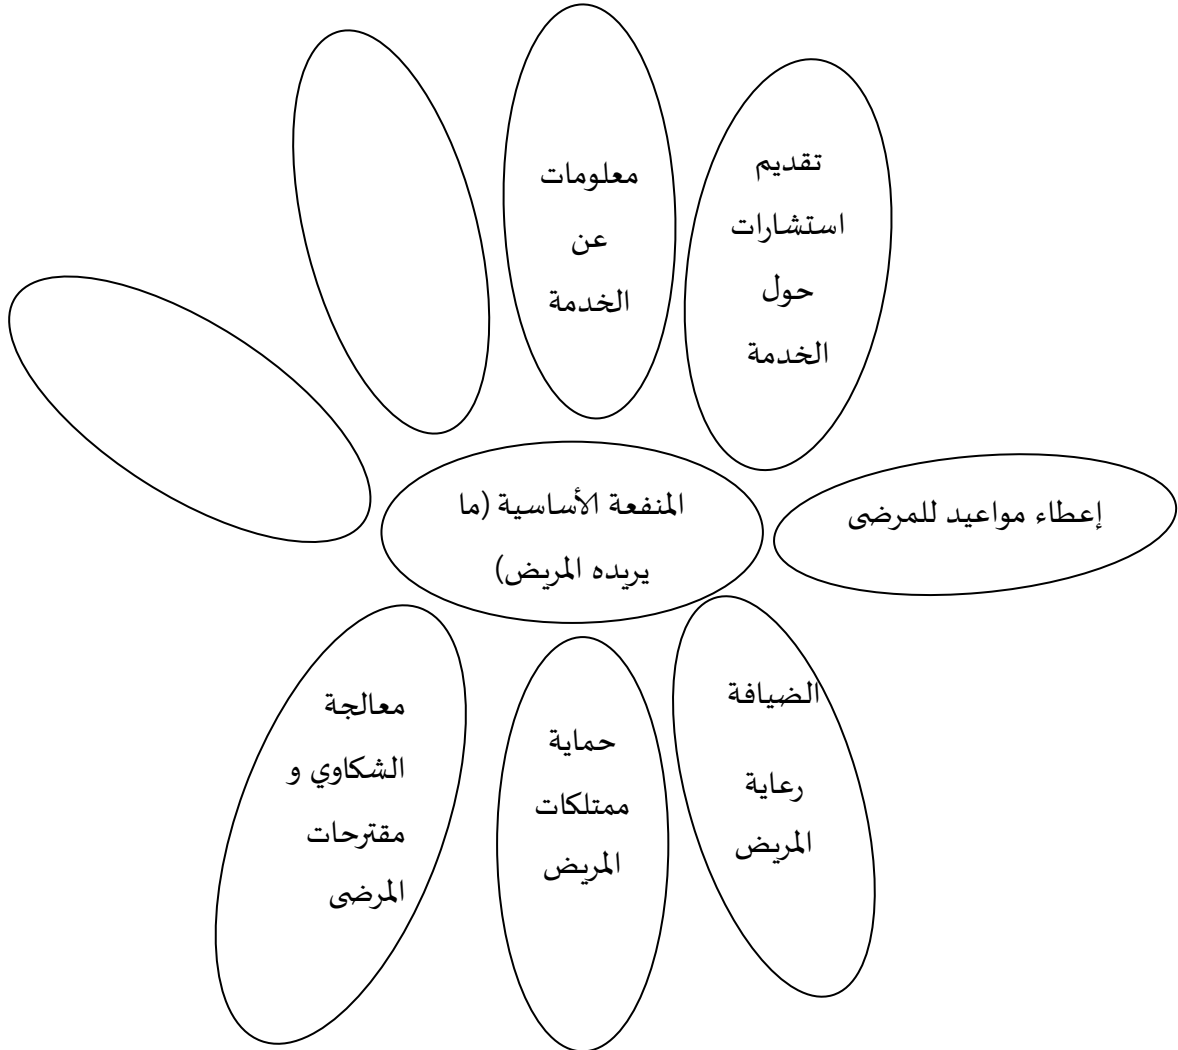 معلومات
عن
الخدمة
تقديم
استشارات
حول
الخدمة
المنفعة الأساسية (ما
يريده المريض)
إعطاء مواعيد للمرضى
الضيافة
رعاية
المريض
حماية
ممتلكات
المريض
معالجة
الشكاوي و
مقترحات
المرضى